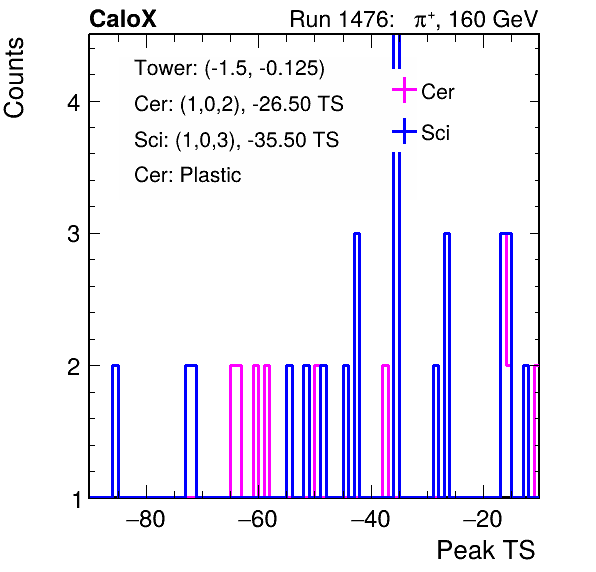 CaloX Run 1476: π⁺, 160 GeV
Counts
Tower: (-1.5, -0.125)
Cer: (1,0,2), -26.50 TS
Sci: (1,0,3), -35.50 TS
Cer: Plastic
Cer
Sci
4
3
2
1
−80 −60 −40 −20
Peak TS